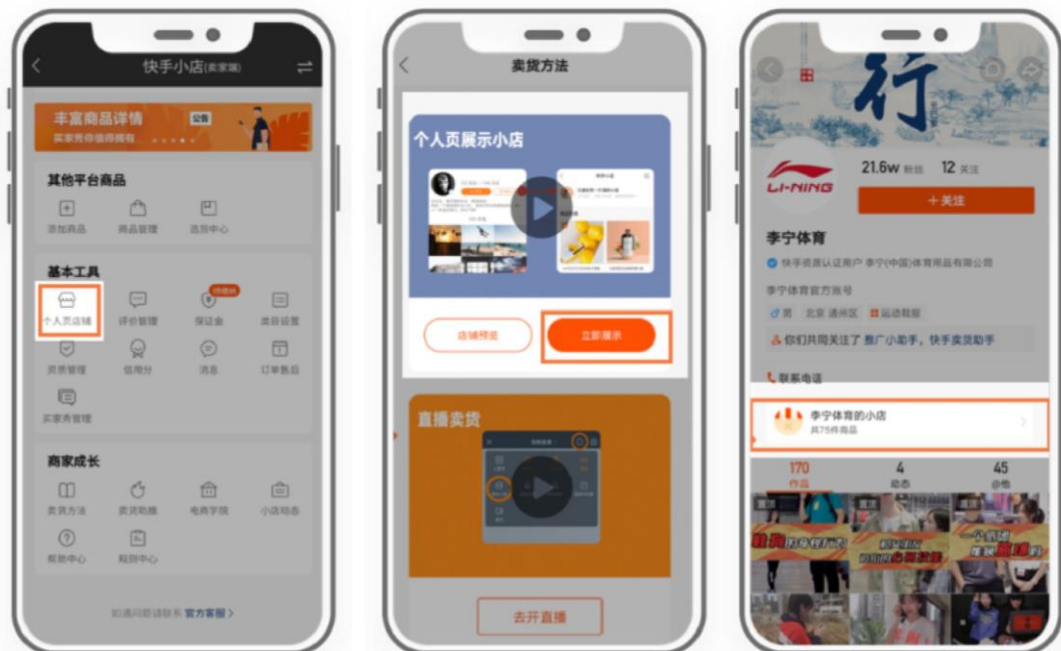 快手小店(卖家端)
丰富商品详情
公告
买家秀你值得拥有
其他平台商品
添加商品 商品管理 选货中心
基本工具
个人页店铺 评价管理 保证金 类目设置
资质管理 信用分 消息 订单售后
买家秀管理
商家成长
卖货方法 卖货助推 电商学院 小店动态
帮助中心 规则中心
如遇问题请联系 官方客服 >
卖货方法
个人页展示小店
店铺预览 立即展示
直播卖货
去开直播
行
LI-NING
21.6w 粉丝 12 关注
+ 关注
李宁体育
快手资质认证用户 李宁(中国)体育用品有限公司
李宁体育官方账号
男 北京 通州区 运动鞋服
你们共同关注了 推广小助手，快手卖货助手
联系电话
李宁体育的小店
共75件商品
170 4 45
作品 动态 @他
置顶 置顶 置顶